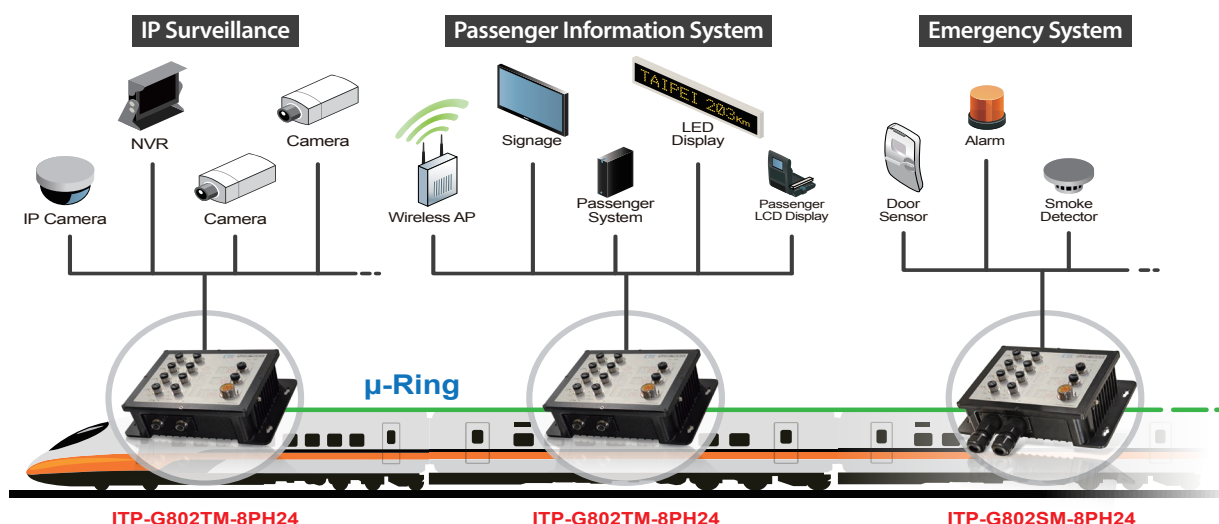 IP Surveillance
Passenger Information System
Emergency System
NVR
Camera
IP Camera
Camera
Wireless AP
Signage
Passenger
System
TAIPEI 203Km
LED
Display
Passenger
LCD Display
Door
Sensor
Alarm
Smoke
Detector
µ-Ring
ITP-G802TM-8PH24
ITP-G802TM-8PH24
ITP-G802SM-8PH24